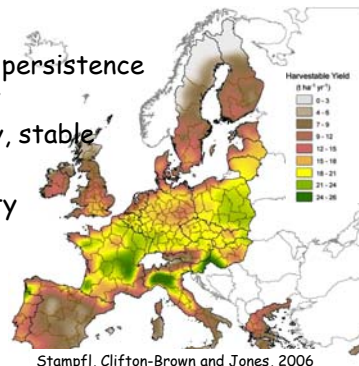 persistence
, stable
ty
Harvestable Yield
(t ha⁻¹ yr⁻¹)
0 - 3
4 - 6
7 - 9
9 - 12
12 - 15
15 - 18
18 - 21
21 - 24
24 - 26
Stampfl, Clifton-Brown and Jones, 2006